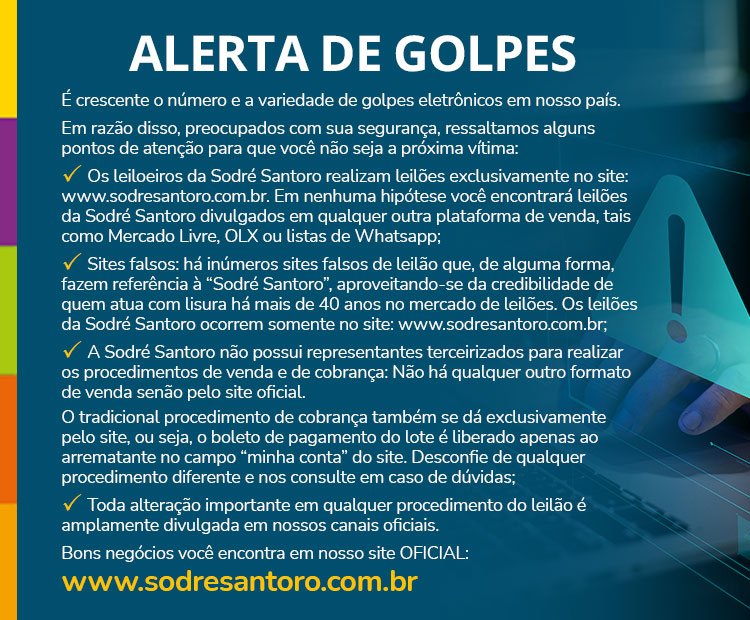 ALERTA DE GOLPES
É crescente o número e a variedade de golpes eletrônicos em nosso país.
Em razão disso, preocupados com sua segurança, ressaltamos alguns
pontos de atenção para que você não seja a próxima vítima:
✓ Os leiloeiros da Sodré Santoro realizam leilões exclusivamente no site:
www.sodresantoro.com.br. Em nenhuma hipótese você encontrará leilões
da Sodré Santoro divulgados em qualquer outra plataforma de venda, tais
como Mercado Livre, OLX ou listas de Whatsapp;
✓ Sites falsos: há inúmeros sites falsos de leilão que, de alguma forma,
fazem referência à “Sodré Santoro”, aproveitando-se da credibilidade de
quem atua com lisura há mais de 40 anos no mercado de leilões. Os leilões
da Sodré Santoro ocorrem somente no site: www.sodresantoro.com.br;
✓ A Sodré Santoro não possui representantes terceirizados para realizar
os procedimentos de venda e de cobrança: Não há qualquer outro formato
de venda senão pelo site oficial.
O tradicional procedimento de cobrança também se dá exclusivamente
pelo site, ou seja, o boleto de pagamento do lote é liberado apenas ao
arrematante no campo “minha conta” do site. Desconfie de qualquer
procedimento diferente e nos consulte em caso de dúvidas;
✓ Toda alteração importante em qualquer procedimento do leilão é
amplamente divulgada em nossos canais oficiais.
Bons negócios você encontra em nosso site OFICIAL:
www.sodresantoro.com.br